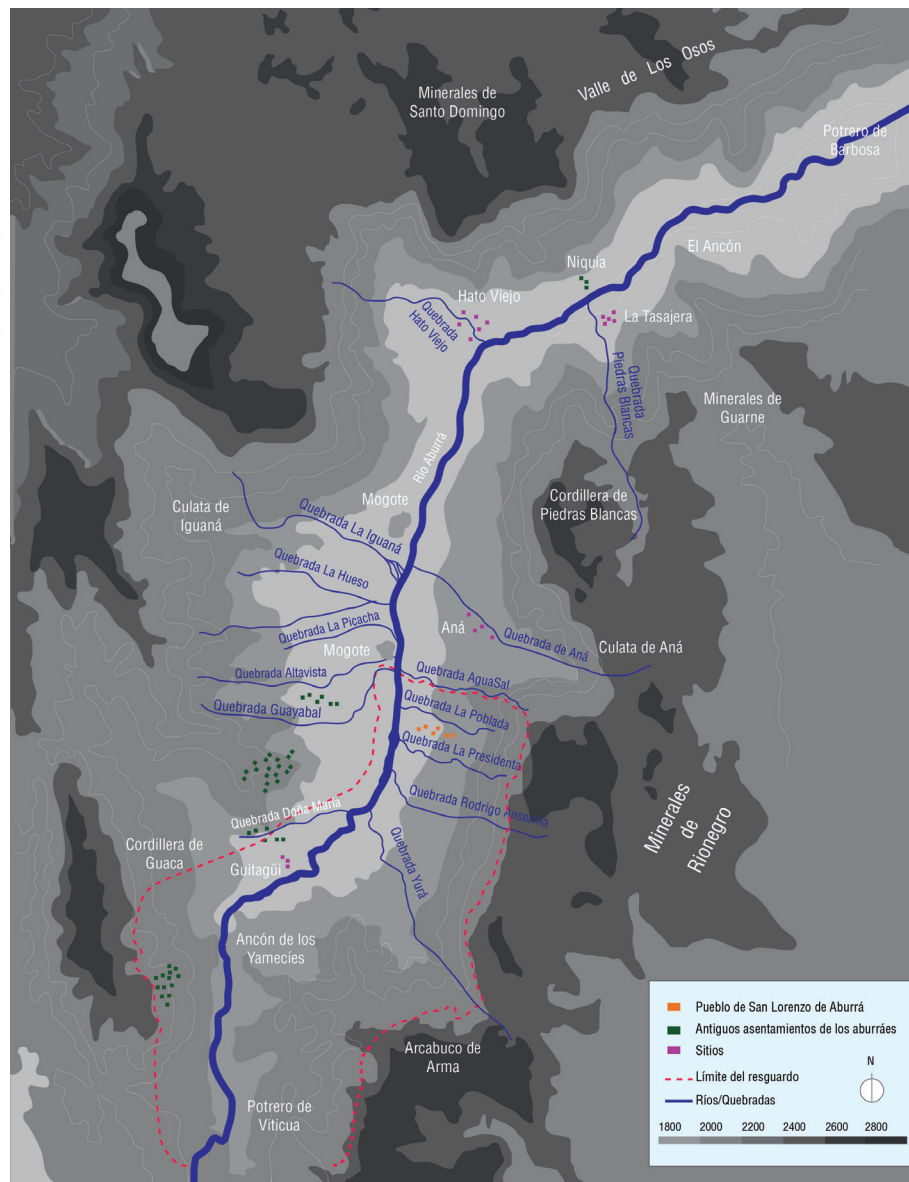 Valle de Los Osos
Minerales de
Santo Domingo
Potrero de
Barbosa
El Ancón
Niquía
Hato Viejo
La Tasajera
Quebrada
Hato Viejo
Quebrada
Piedras Blancas
Minerales de
Guarne
Río Aburrá
Mogote
Cordillera de
Piedras Blancas
Culata de
Iguaná
Quebrada La Iguaná
Quebrada La Hueso
Quebrada La Picacha
Aná
Quebrada de Aná
Culata de Aná
Mogote
Quebrada Altavista
Quebrada AguaSal
Quebrada Guayabal
Quebrada La Poblada
Quebrada La Presidenta
Quebrada Doña María
Quebrada Rodrigo Anserma
Minerales
de
Rionegro
Cordillera de
Guaca
Guitagüi
Quebrada Yurá
Ancón de los
Yamecíes
Arcabuco de
Arma
Potrero de
Viticua
Pueblo de San Lorenzo de Aburrá
Antiguos asentamientos de los aburráes
Sitios
N
Límite del resguardo
Ríos/Quebradas
1800 2000 2200 2400 2600 2800